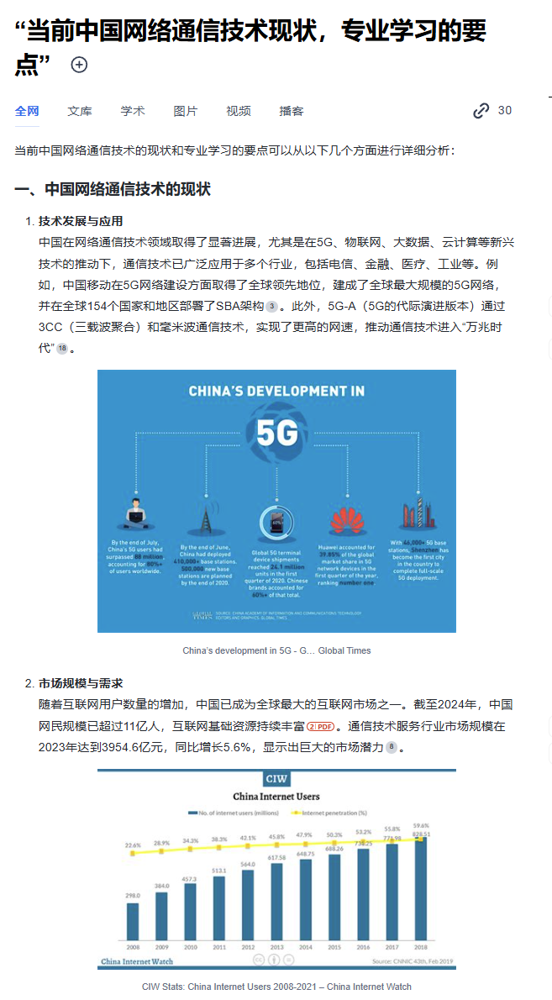 “当前中国网络通信技术现状，专业学习的要
点”
全网 文库 学术 图片 视频 播客 30
当前中国网络通信技术的现状和专业学习的要点可以从以下几个方面进行详细分析：
一、中国网络通信技术的现状
1. 技术发展与应用
中国在网络通信技术领域取得了显著进展，尤其是在5G、物联网、大数据、云计算等新兴
技术的推动下，通信技术已广泛应用于多个行业，包括电信、金融、医疗、工业等。例
如，中国移动在5G网络建设方面取得了全球领先地位，建成了全球最大规模的5G网络，
并在全球154个国家和地区部署了SBA架构 3 。此外，5G-A（5G的代际演进版本）通过
3CC（三载波聚合）和毫米波通信技术，实现了更高的网速，推动通信技术进入“万兆时
代” 18 。
CHINA'S DEVELOPMENT IN
5G
By the end of July,
China's 5G users had
surpassed 88 million
accounting for 80%+
of users worldwide.
By the end of June,
China had deployed
410,000+ base stations.
500,000 new base
stations are planned
by the end of 2020.
Global 5G terminal
device shipments
reached 24.1 million
units in the first
quarter of 2020. Chinese
brands accounted for
60%+ of that total.
Huawei accounted for
39.85% of the global
market share in 5G
network devices in the
first quarter of the year,
ranking number one
With 46,000+ 5G base
stations, Shenzhen has
become the first city
in the country to
complete full-scale
5G deployment.
GLOBAL
TIMES
SOURCE: CHINA ACADEMY OF INFORMATION AND COMMUNICATIONS TECHNOLOGY
EDITORS AND GRAPHICS: GLOBAL TIMES
China's development in 5G - G... Global Times
2. 市场规模与需求
随着互联网用户数量的增加，中国已成为全球最大的互联网市场之一。截至2024年，中国
网民规模已超过11亿人，互联网基础资源持续丰富 2 PDF 。通信技术服务行业市场规模在
2023年达到3954.6亿元，同比增长5.6%，显示出巨大的市场潜力 8 。
CIW
China Internet Users
No. of internet users (millions) Internet penetration (%)
22.6% 28.9% 34.3% 38.3% 42.1% 45.8% 47.9% 50.3% 53.2% 55.8% 59.6%
298.0 384.0 457.3 513.1 564.0 617.58 648.75 688.26 731.25 771.98 828.51
2008 2009 2010 2011 2012 2013 2014 2015 2016 2017 2018
China Internet Watch
Source: CNNIC 43th, Feb 2019
CIW Stats: China Internet Users 2008-2021 – China Internet Watch